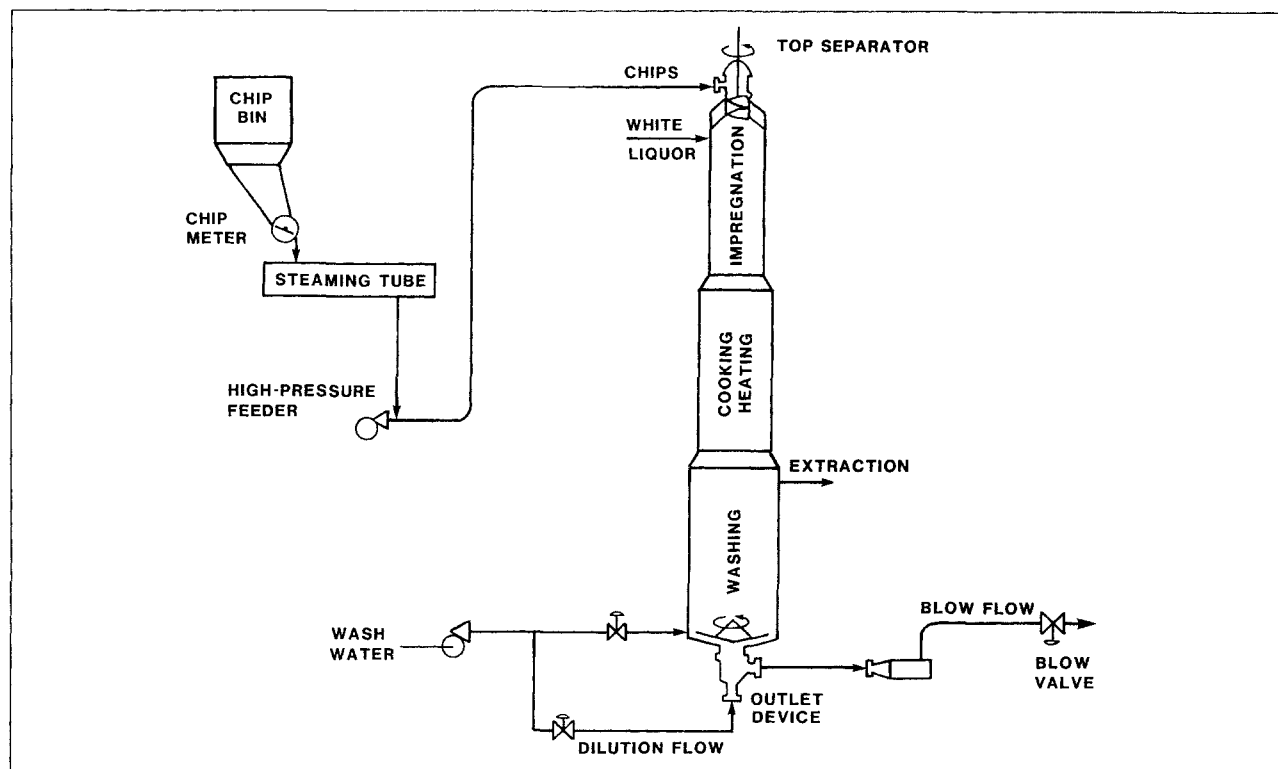 TOP SEPARATOR
CHIPS
CHIP
BIN
WHITE
LIQUOR
IMPREGNATION
CHIP
METER
STEAMING TUBE
COOKING
HEATING
HIGH-PRESSURE
FEEDER
EXTRACTION
WASHING
BLOW FLOW
WASH
WATER
BLOW
VALVE
OUTLET
DEVICE
DILUTION FLOW